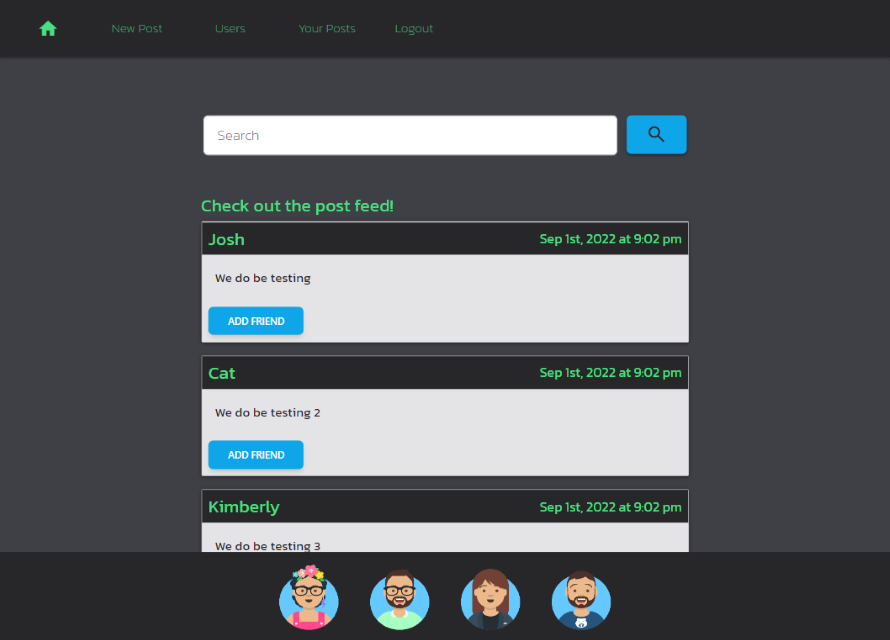 New Post Users Your Posts Logout
Search
Check out the post feed!
Josh Sep 1st, 2022 at 9:02 pm
We do be testing
ADD FRIEND
Cat Sep 1st, 2022 at 9:02 pm
We do be testing 2
ADD FRIEND
Kimberly Sep 1st, 2022 at 9:02 pm
We do be testing 3